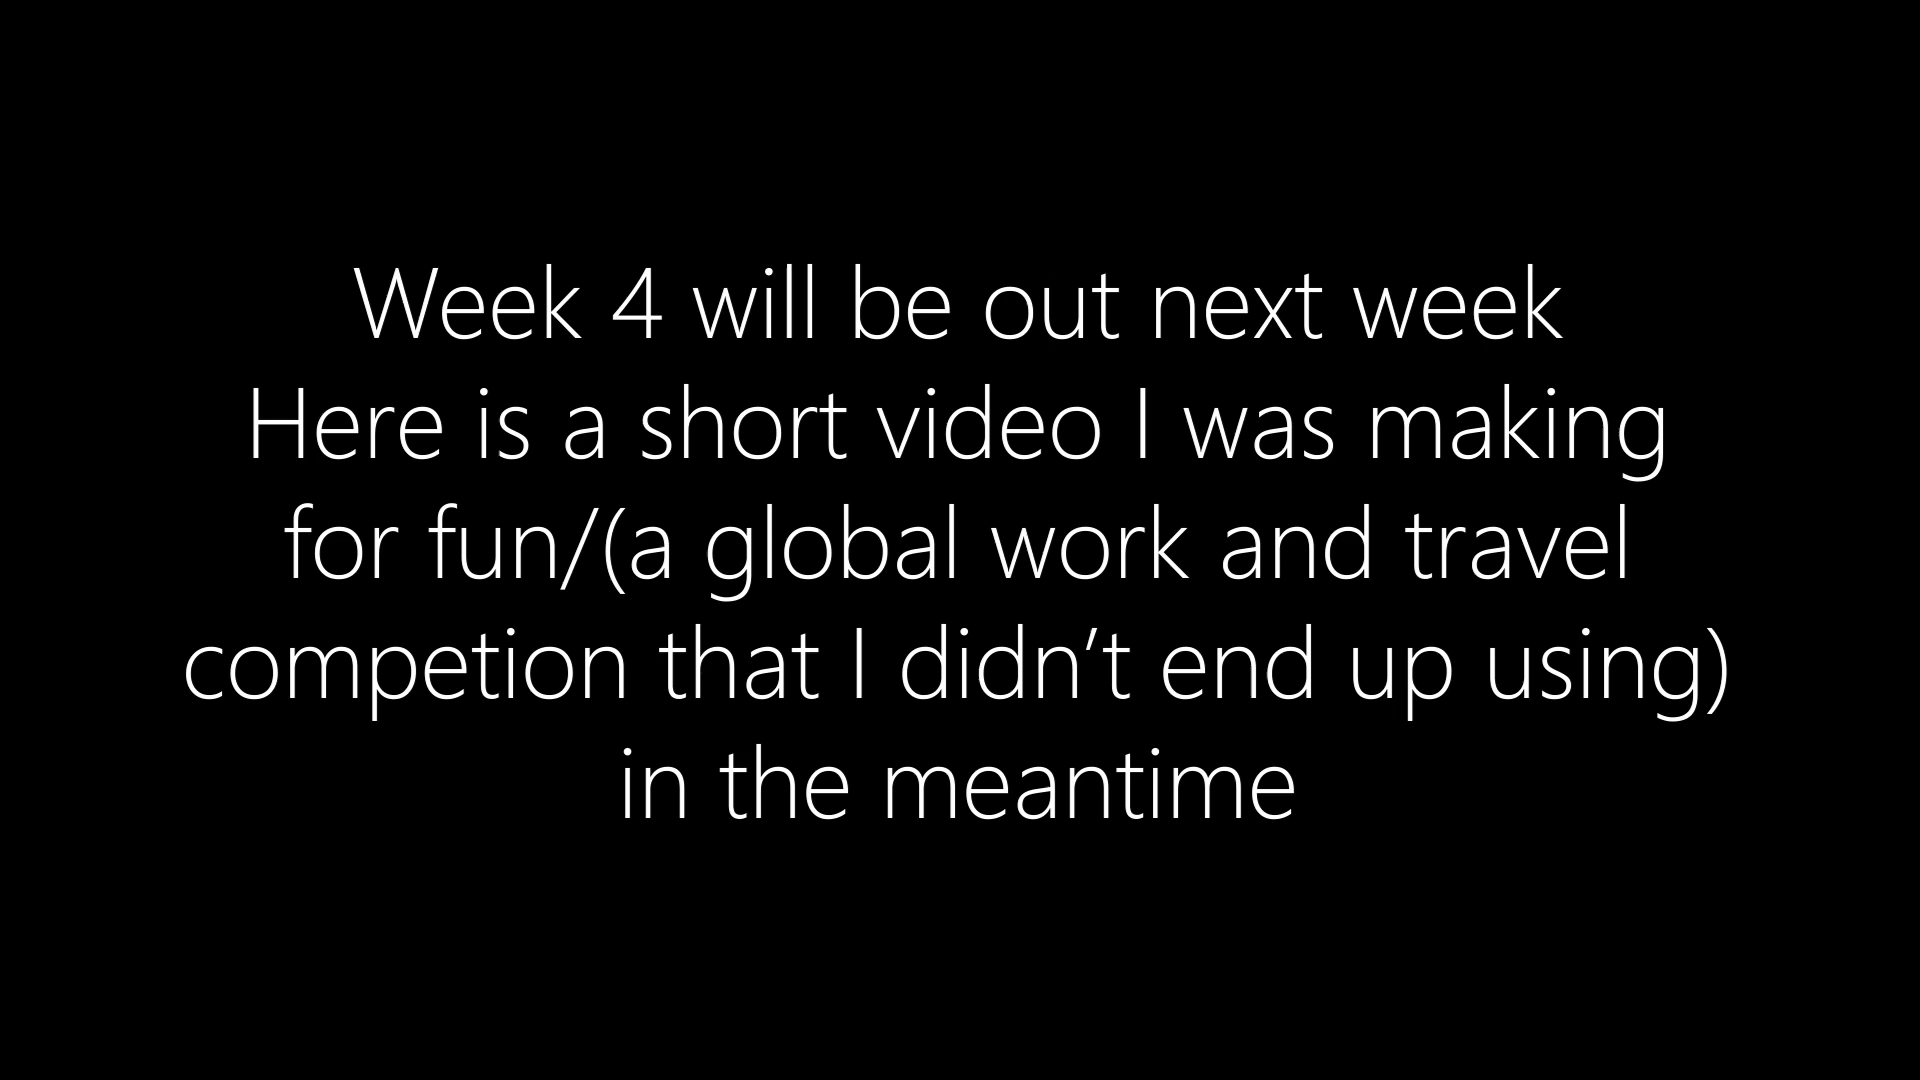 Week 4 will be out next week
Here is a short video I was making
for fun/(a global work and travel
competion that I didn’t end up using)
in the meantime